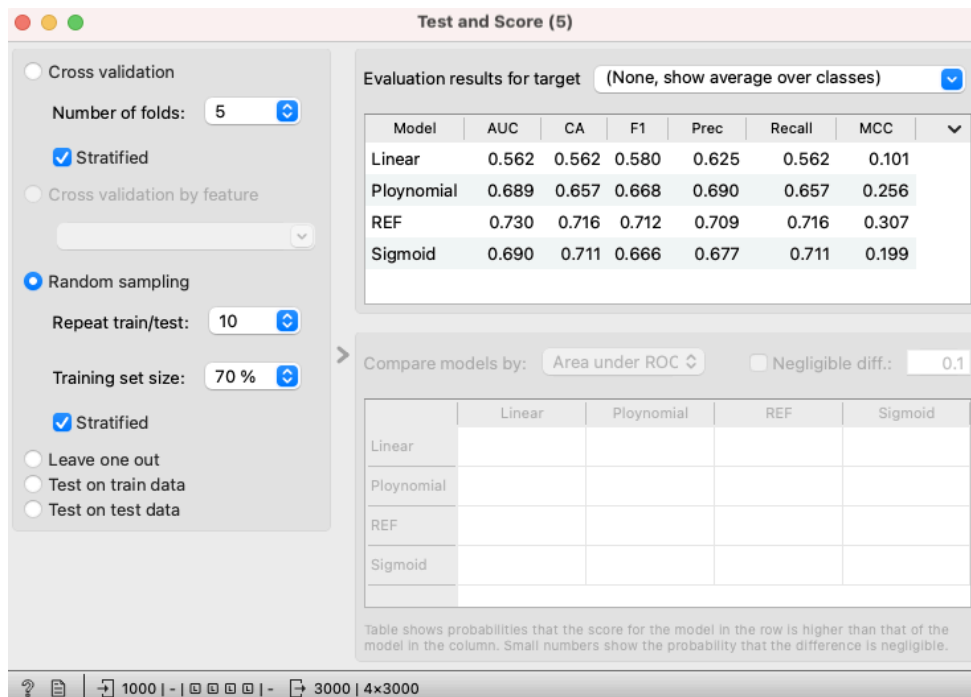 Test and Score (5)
Cross validation
Number of folds: 5
Stratified
Cross validation by feature
Random sampling
Repeat train/test: 10
Training set size: 70 %
Stratified
Leave one out
Test on train data
Test on test data
Evaluation results for target (None, show average over classes)
Model AUC CA F1 Prec Recall MCC
Linear 0.562 0.562 0.580 0.625 0.562 0.101
Ploynomial 0.689 0.657 0.668 0.690 0.657 0.256
REF 0.730 0.716 0.712 0.709 0.716 0.307
Sigmoid 0.690 0.711 0.666 0.677 0.711 0.199
Compare models by: Area under ROC Negligible diff.: 0.1
Linear Ploynomial REF Sigmoid
Linear
Ploynomial
REF
Sigmoid
Table shows probabilities that the score for the model in the row is higher than that of the
model in the column. Small numbers show the probability that the difference is negligible.
? 1000 | - | L L L L | - 3000 | 4×3000